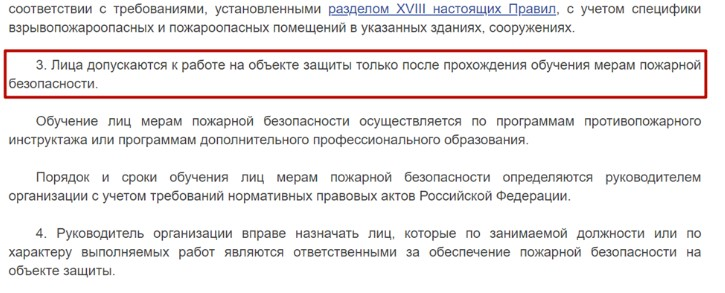 соответствии с требованиями, установленными разделом XVIII настоящих Правил, с учетом специфики
взрывопожароопасных и пожароопасных помещений в указанных зданиях, сооружениях.
3. Лица допускаются к работе на объекте защиты только после прохождения обучения мерам пожарной
безопасности.
Обучение лиц мерам пожарной безопасности осуществляется по программам противопожарного
инструктажа или программам дополнительного профессионального образования.
Порядок и сроки обучения лиц мерам пожарной безопасности определяются руководителем
организации с учетом требований нормативных правовых актов Российской Федерации.
4. Руководитель организации вправе назначать лиц, которые по занимаемой должности или по
характеру выполняемых работ являются ответственными за обеспечение пожарной безопасности на
объекте защиты.